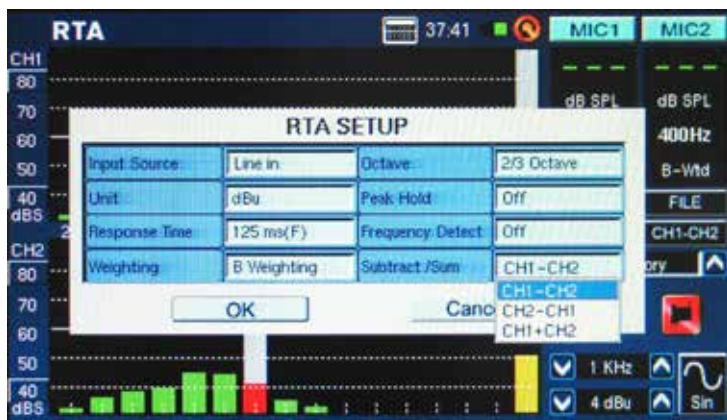 RTA 37:41 MIC1 MIC2
CH1
80
70
60
50
40
dBS
dB SPL dB SPL
400Hz
B-Wtd
FILE
CH1-CH2
RTA SETUP
Input Source: Line in Octave: 2/3 Octave
Unit: dBu Peak Hold: Off
Response Time 125 ms(F) Frequency Detect Off
Weighting: B Weighting Subtract /Sum CH1-CH2
CH1-CH2
CH2-CH1
CH1+CH2
OK
CH2
80
70
60
50
40
dBS
1 KHz
4 dBu
Sin